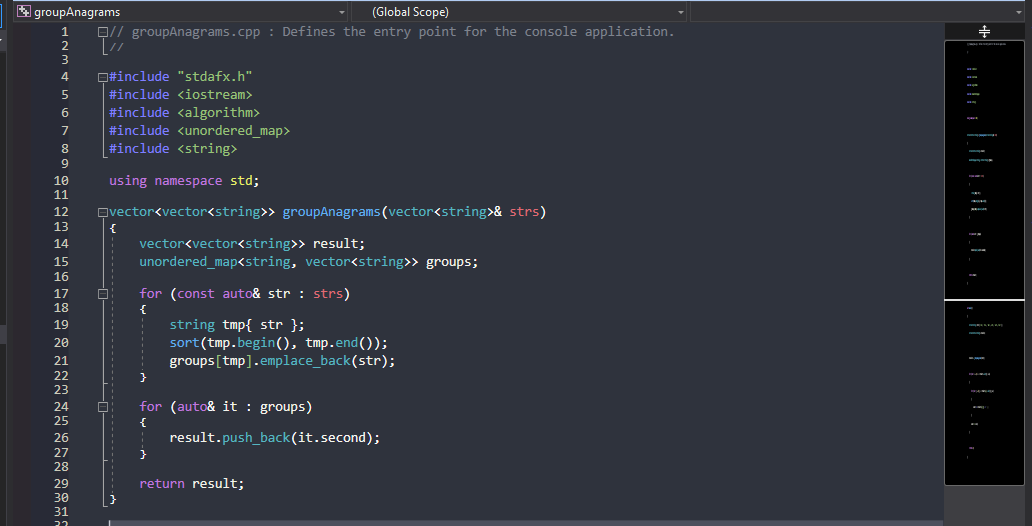 groupAnagrams (Global Scope)
1 // groupAnagrams.cpp : Defines the entry point for the console application.
2 //
3
4 #include "stdafx.h"
5 #include <iostream>
6 #include <algorithm>
7 #include <unordered_map>
8 #include <string>
9
10 using namespace std;
11
12 vector<vector<string>> groupAnagrams(vector<string>& strs)
13 {
14     vector<vector<string>> result;
15     unordered_map<string, vector<string>> groups;
16
17     for (const auto& str : strs)
18     {
19         string tmp{ str };
20         sort(tmp.begin(), tmp.end());
21         groups[tmp].emplace_back(str);
22     }
23
24     for (auto& it : groups)
25     {
26         result.push_back(it.second);
27     }
28
29     return result;
30 }
31
32